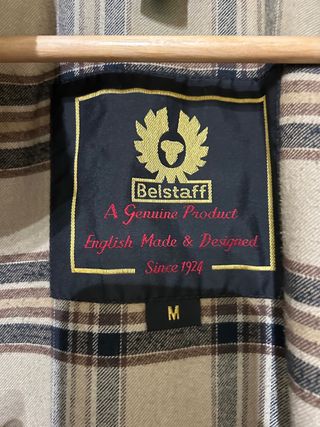 Belstaff
A Genuine Product
English Made & Designed
Since 1924
M